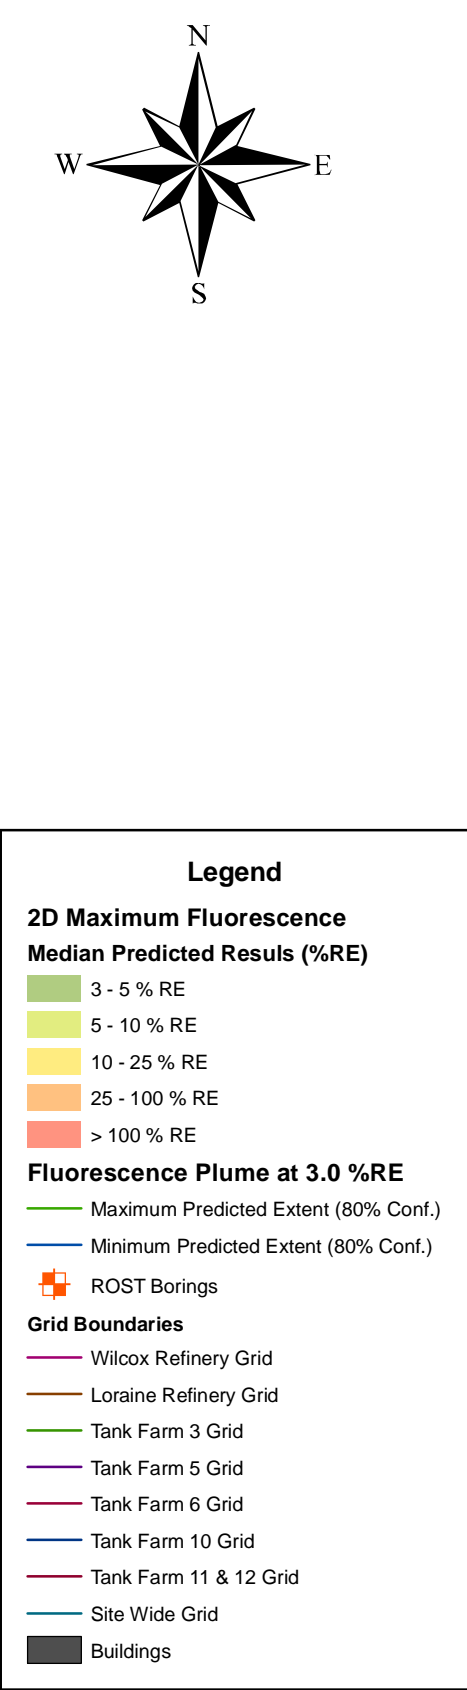 N
W E
S
Legend
2D Maximum Fluorescence
Median Predicted Resuls (%RE)
3 - 5 % RE
5 - 10 % RE
10 - 25 % RE
25 - 100 % RE
> 100 % RE
Fluorescence Plume at 3.0 %RE
Maximum Predicted Extent (80% Conf.)
Minimum Predicted Extent (80% Conf.)
ROST Borings
Grid Boundaries
Wilcox Refinery Grid
Loraine Refinery Grid
Tank Farm 3 Grid
Tank Farm 5 Grid
Tank Farm 6 Grid
Tank Farm 10 Grid
Tank Farm 11 & 12 Grid
Site Wide Grid
Buildings